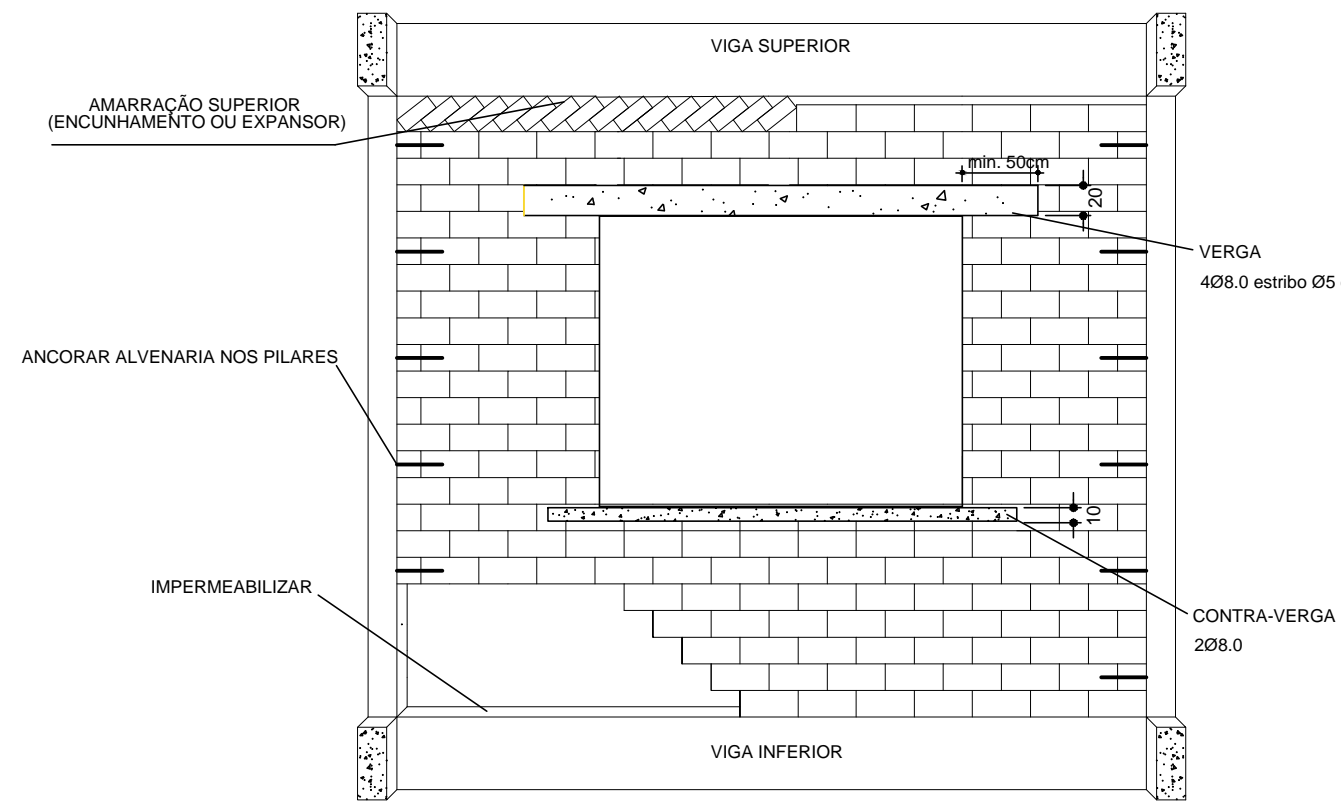 VIGA SUPERIOR
AMARRAÇÃO SUPERIOR
(ENCUNHAMENTO OU EXPANSOR)
min. 50cm
20
VERGA
4Ø8.0 estribo Ø5
ANCORAR ALVENARIA NOS PILARES
10
IMPERMEABILIZAR
CONTRA-VERGA
2Ø8.0
VIGA INFERIOR